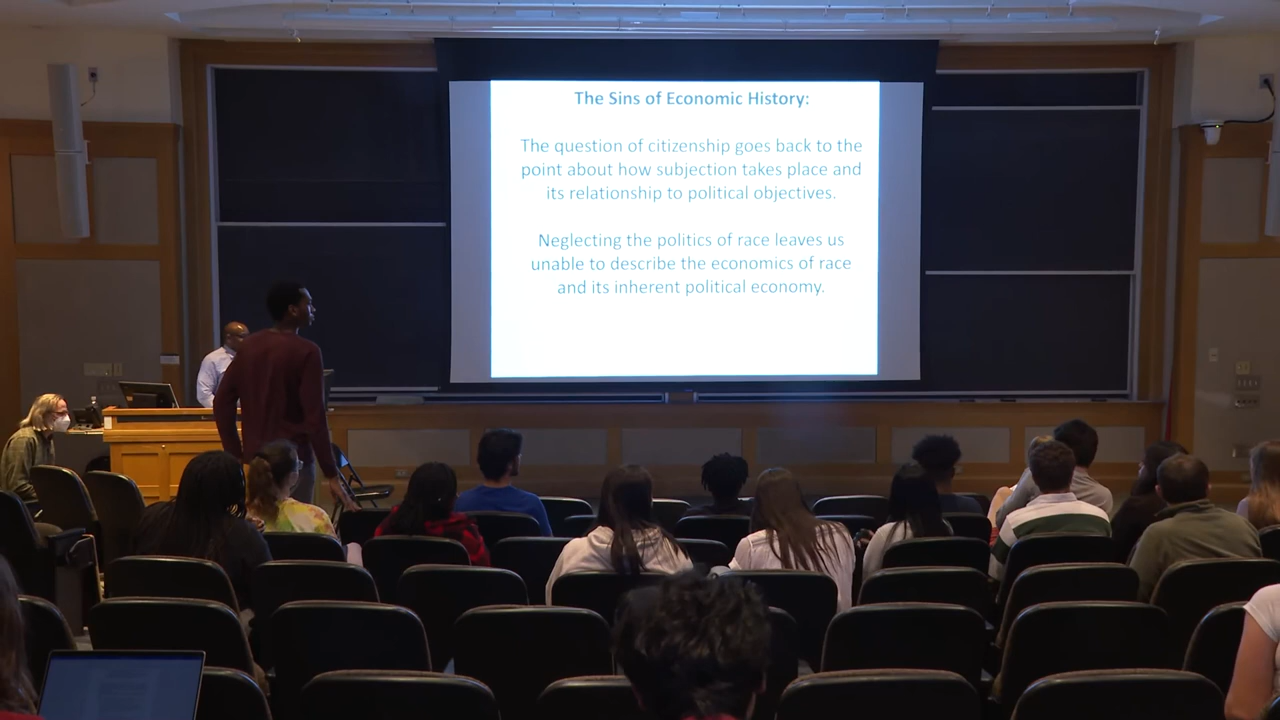 The Sins of Economic History:
The question of citizenship goes back to the
point about how subjection takes place and
its relationship to political objectives.
Neglecting the politics of race leaves us
unable to describe the economics of race
and its inherent political economy.